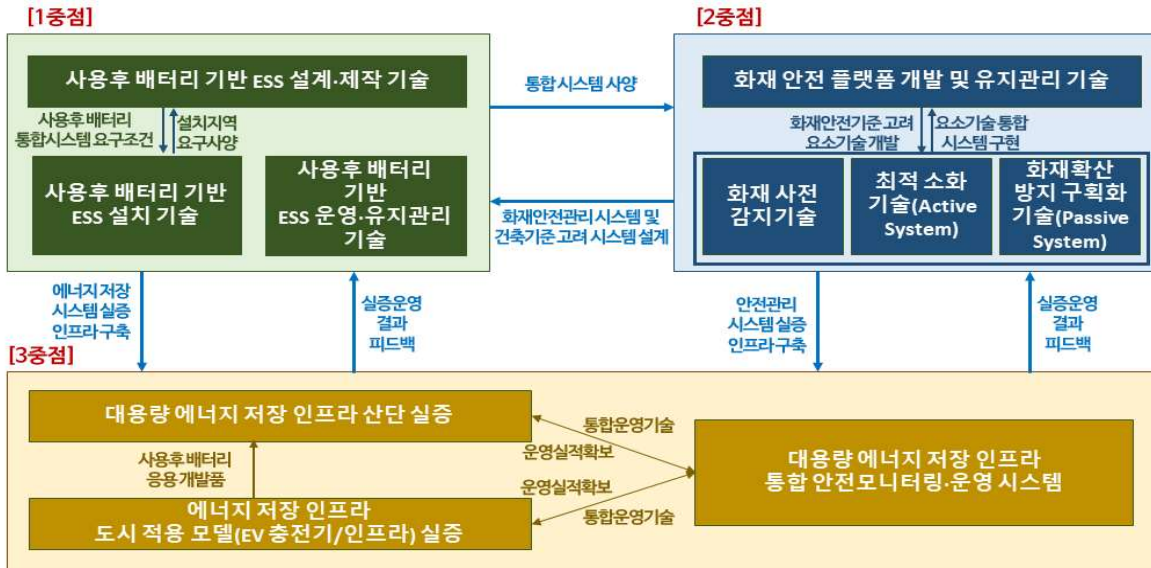 [1중점]
사용후 배터리 기반 ESS 설계·제작 기술
사용후 배터리
통합시스템 요구조건
설치지역
요구사양
사용후 배터리 기반
ESS 설치 기술
사용후 배터리
기반
ESS 운영·유지관리
기술
통합 시스템 사양
화재안전관리 시스템 및
건축기준 고려 시스템 설계
[2중점]
화재 안전 플랫폼 개발 및 유지관리 기술
화재안전기준 고려
요소기술 개발
요소기술 통합
시스템 구현
화재 사전
감지기술
최적 소화
기술(Active
System)
화재확산
방지 구획화
기술(Passive
System)
에너지 저장
시스템 실증
인프라 구축
실증운영
결과
피드백
안전관리
시스템 실증
인프라 구축
실증운영
결과
피드백
[3중점]
대용량 에너지 저장 인프라 산단 실증
사용후 배터리
응용 개발품
에너지 저장 인프라
도시 적용 모델(EV 충전기/인프라) 실증
통합운영기술
운영실적확보
운영실적확보
통합운영기술
대용량 에너지 저장 인프라
통합 안전모니터링·운영 시스템